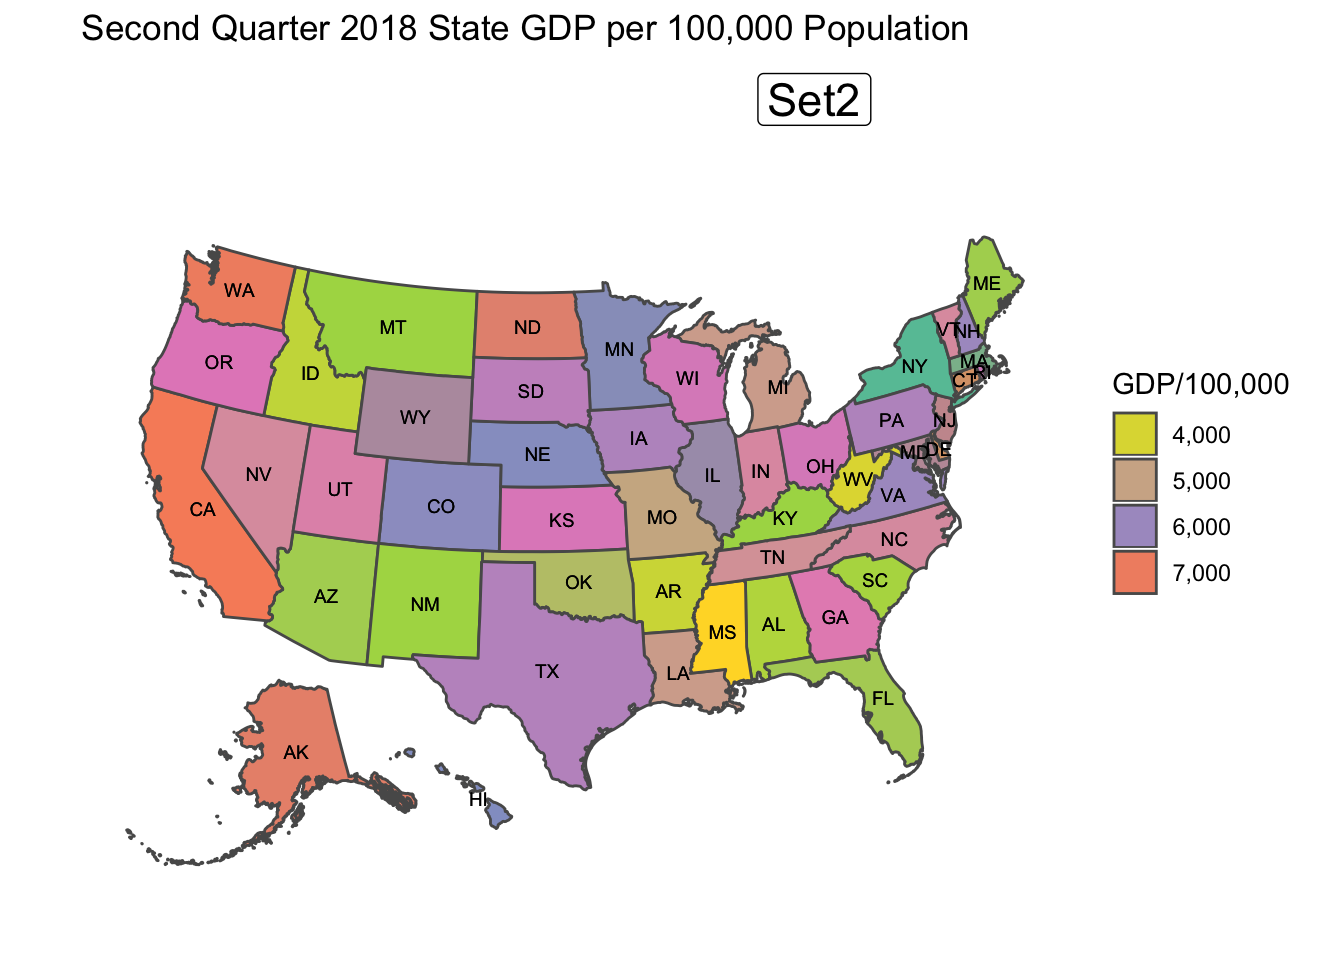 Second Quarter 2018 State GDP per 100,000 Population
Set2
ME
WA
MT
ND
MN
VT
NH
OR
ID
SD
WI
MI
NY
MA
RI
CT
WY
NE
IA
PA
NJ
NV
UT
CO
IL
IN
OH
WV
MD
DE
VA
CA
KS
MO
KY
NC
TN
AZ
NM
OK
AR
SC
MS
AL
GA
TX
LA
FL
AK
HI
GDP/100,000
4,000
5,000
6,000
7,000